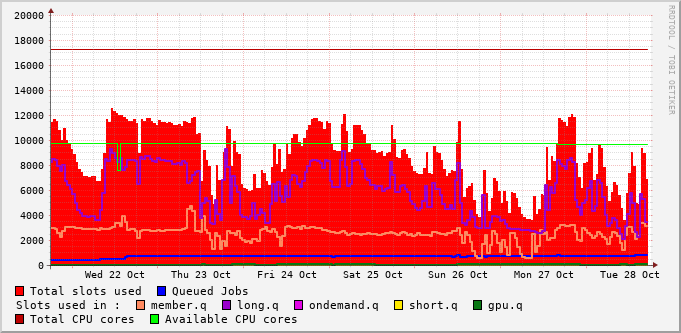 20000
18000
16000
14000
12000
10000
8000
6000
4000
2000
0
Wed 22 Oct Thu 23 Oct Fri 24 Oct Sat 25 Oct Sun 26 Oct Mon 27 Oct Tue 28 Oct
RRDTOOL / TOBI OETIKER
Total slots used Queued Jobs
Slots used in : member.q long.q ondemand.q short.q gpu.q
Total CPU cores Available CPU cores